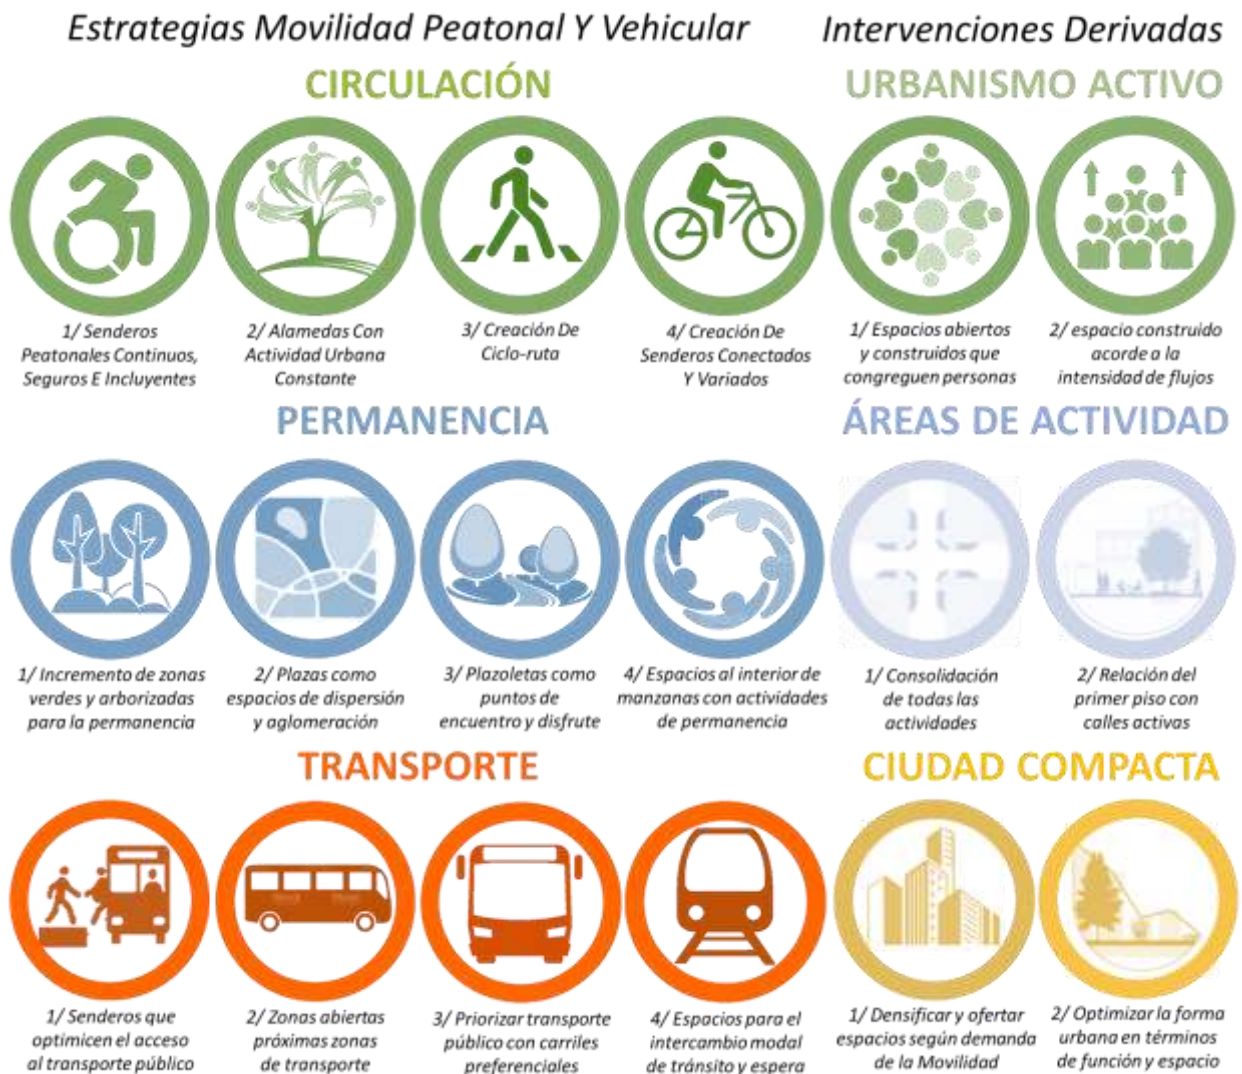 Estrategias Movilidad Peatonal Y Vehicular
Intervenciones Derivadas
CIRCULACIÓN
1/ Senderos
Peatonales Continuos,
Seguros E Incluyentes
2/ Alamedas Con
Actividad Urbana
Constante
3/ Creación De
Ciclo-ruta
4/ Creación De
Senderos Conectados
Y Variados
URBANISMO ACTIVO
1/ Espacios abiertos
y construidos que
congreguen personas
2/ espacio construido
acorde a la
intensidad de flujos
PERMANENCIA
1/ Incremento de zonas
verdes y arborizadas
para la permanencia
2/ Plazas como
espacios de dispersión
y aglomeración
3/ Plazoletas como
puntos de
encuentro y disfrute
4/ Espacios al interior de
manzanas con actividades
de permanencia
ÁREAS DE ACTIVIDAD
1/ Consolidación
de todas las
actividades
2/ Relación del
primer piso con
calles activas
TRANSPORTE
1/ Senderos que
optimicen el acceso
al transporte público
2/ Zonas abiertas
próximas zonas
de transporte
3/ Priorizar transporte
público con carriles
preferenciales
4/ Espacios para el
intercambio modal
de tránsito y espera
CIUDAD COMPACTA
1/ Densificar y ofertar
espacios según demanda
de la Movilidad
2/ Optimizar la forma
urbana en términos
de función y espacio